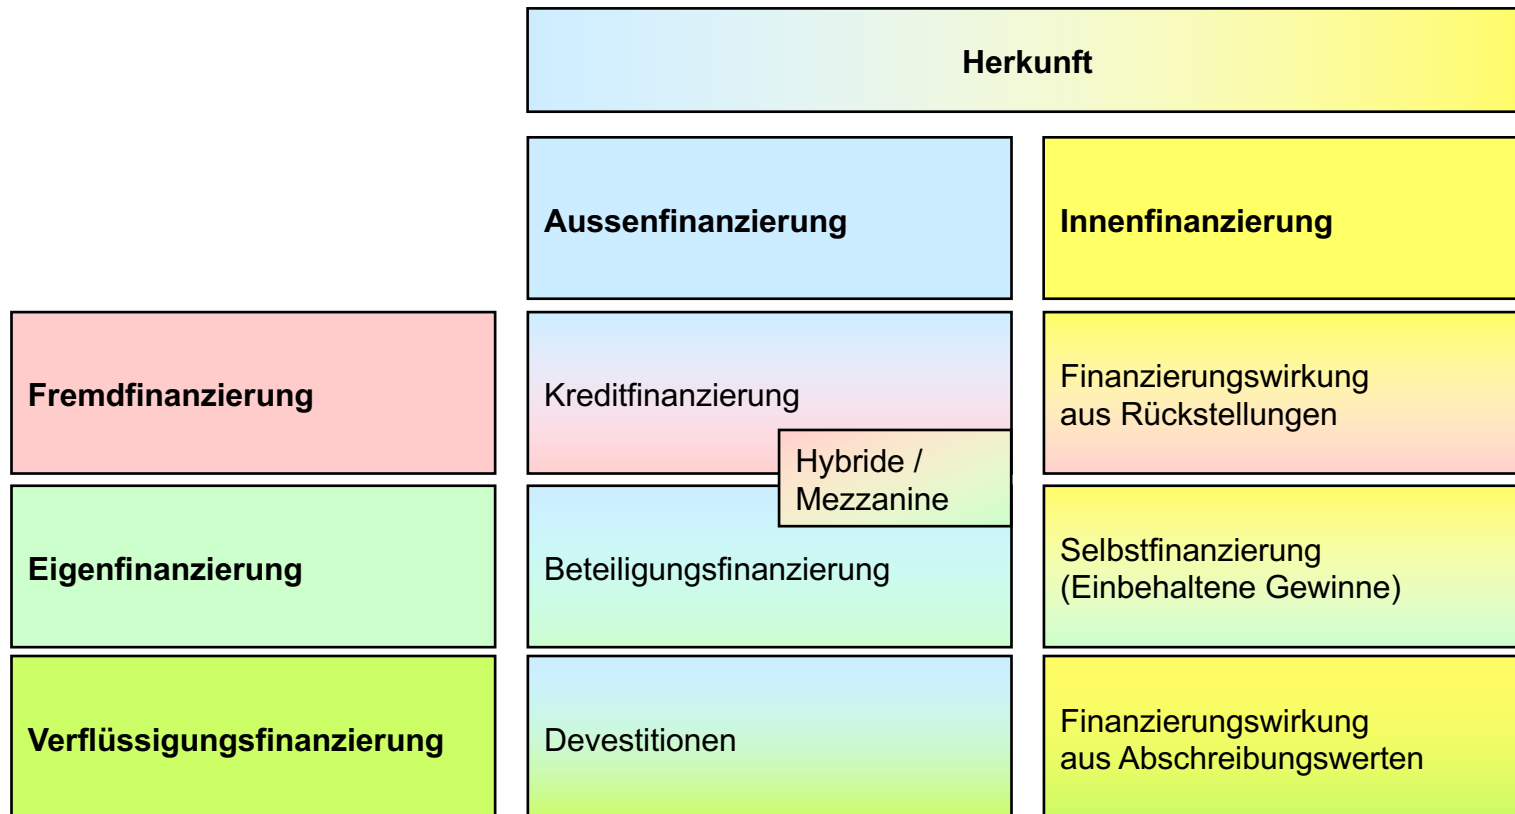 Herkunft
Aussenfinanzierung
Innenfinanzierung
Fremdfinanzierung
Kreditfinanzierung
Finanzierungswirkung
aus Rückstellungen
Hybride /
Mezzanine
Eigenfinanzierung
Beteiligungsfinanzierung
Selbstfinanzierung
(Einbehaltene Gewinne)
Verflüssigungsfinanzierung
Devestitionen
Finanzierungswirkung
aus Abschreibungswerten